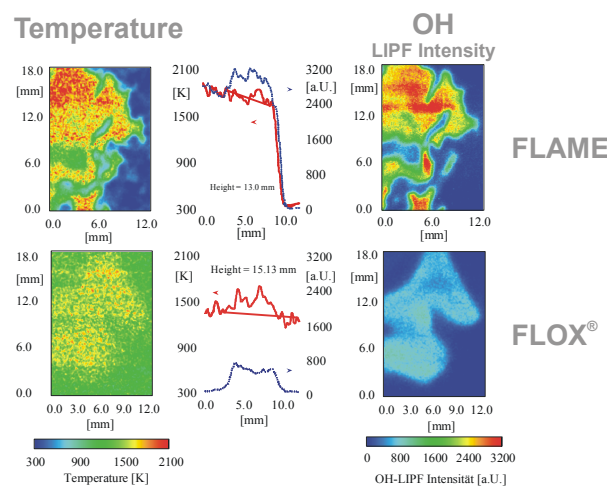 Temperature
OH
LIPF Intensity
18.0
[mm]
12.0
6.0
0.0
0.0 6.0 12.0
[mm]
2100
[K]
1500
900
300
3200
[a.U.]
2400
1600
800
0
Height = 13.0 mm
0.0 10.0
[mm]
18.0
[mm]
12.0
6.0
0.0
0.0 6.0 12.0
[mm]
FLAME
18.0
[mm]
12.0
6.0
0.0
0.0 3.0 6.0 9.0 12.0
[mm]
2100
[K]
1500
900
300
3200
[a.U.]
2400
1600
800
0
Height = 15.13 mm
0.0 10.0
[mm]
18.0
[mm]
12.0
6.0
0.0
0.0 3.0 6.0 9.0 12.0
[mm]
FLOX®
300 900 1500 2100
Temperature [K]
0 800 1600 2400 3200
OH-LIPF Intensität [a.U.]